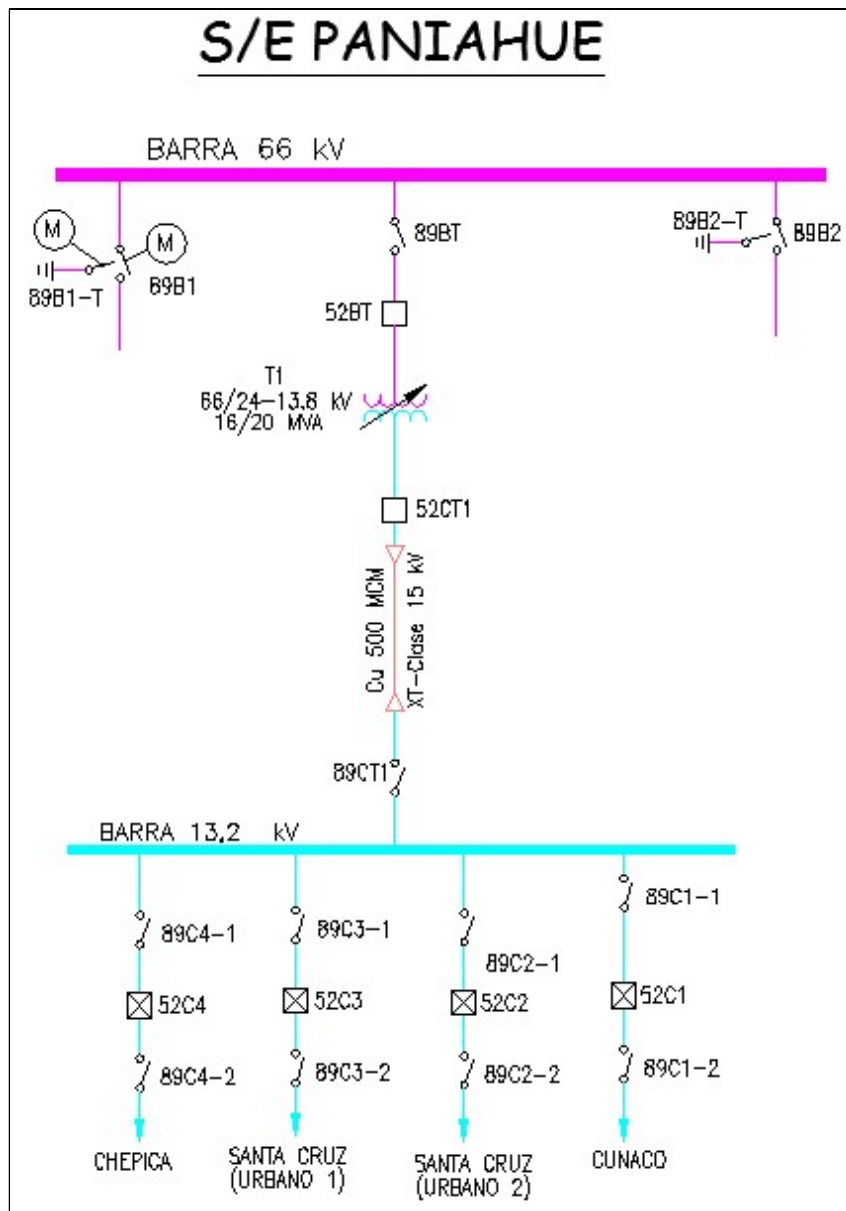 S/E PANIAHUE
BARRA 66 kV
M
M
89B1-T
89B1
89BT
89B2-T
89B2
52BT
T1
66/24-13.8 kV
16/20 MVA
52CT1
Cu 500 MCM
XT-Clase 15 kV
89CT1
BARRA 13,2 kV
89C4-1
89C3-1
89C2-1
89C1-1
52C4
52C3
52C2
52C1
89C4-2
89C3-2
89C2-2
89C1-2
CHEPICA
SANTA CRUZ
(URBANO 1)
SANTA CRUZ
(URBANO 2)
CUNACO